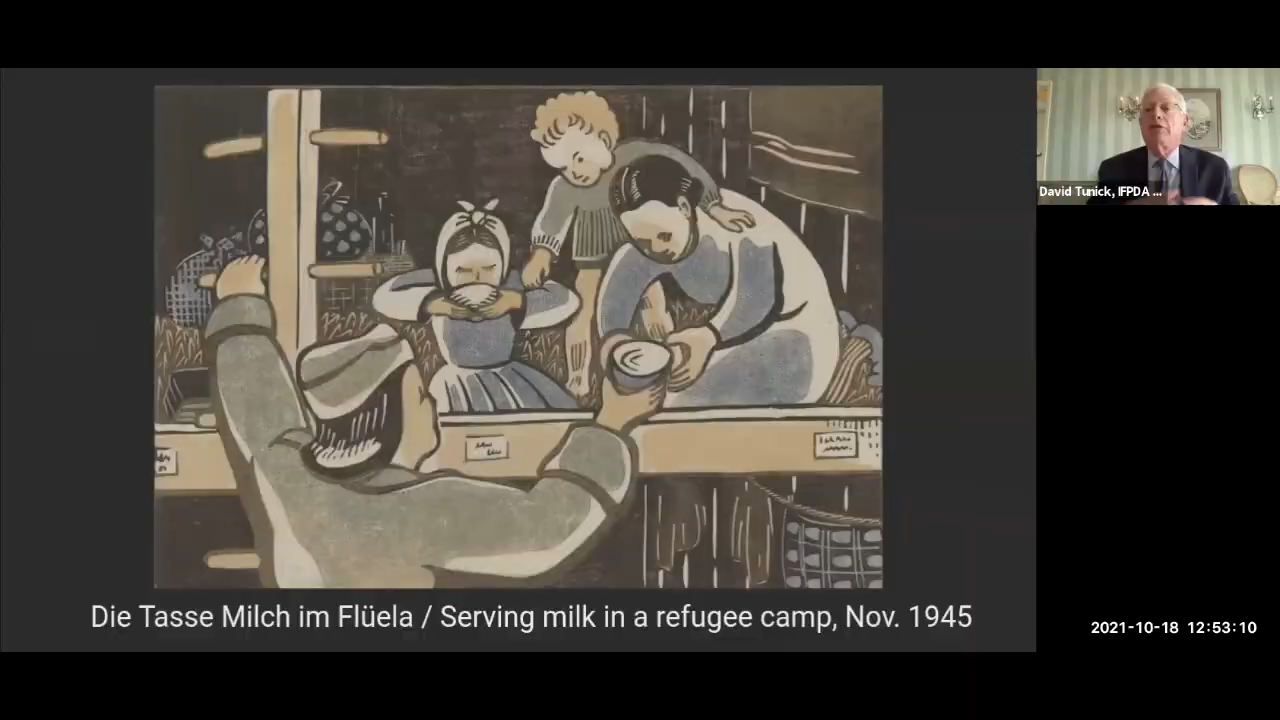 David Tunick, IFPDA ...
Die Tasse Milch im Flüela / Serving milk in a refugee camp, Nov. 1945
2021-10-18 12:53:10